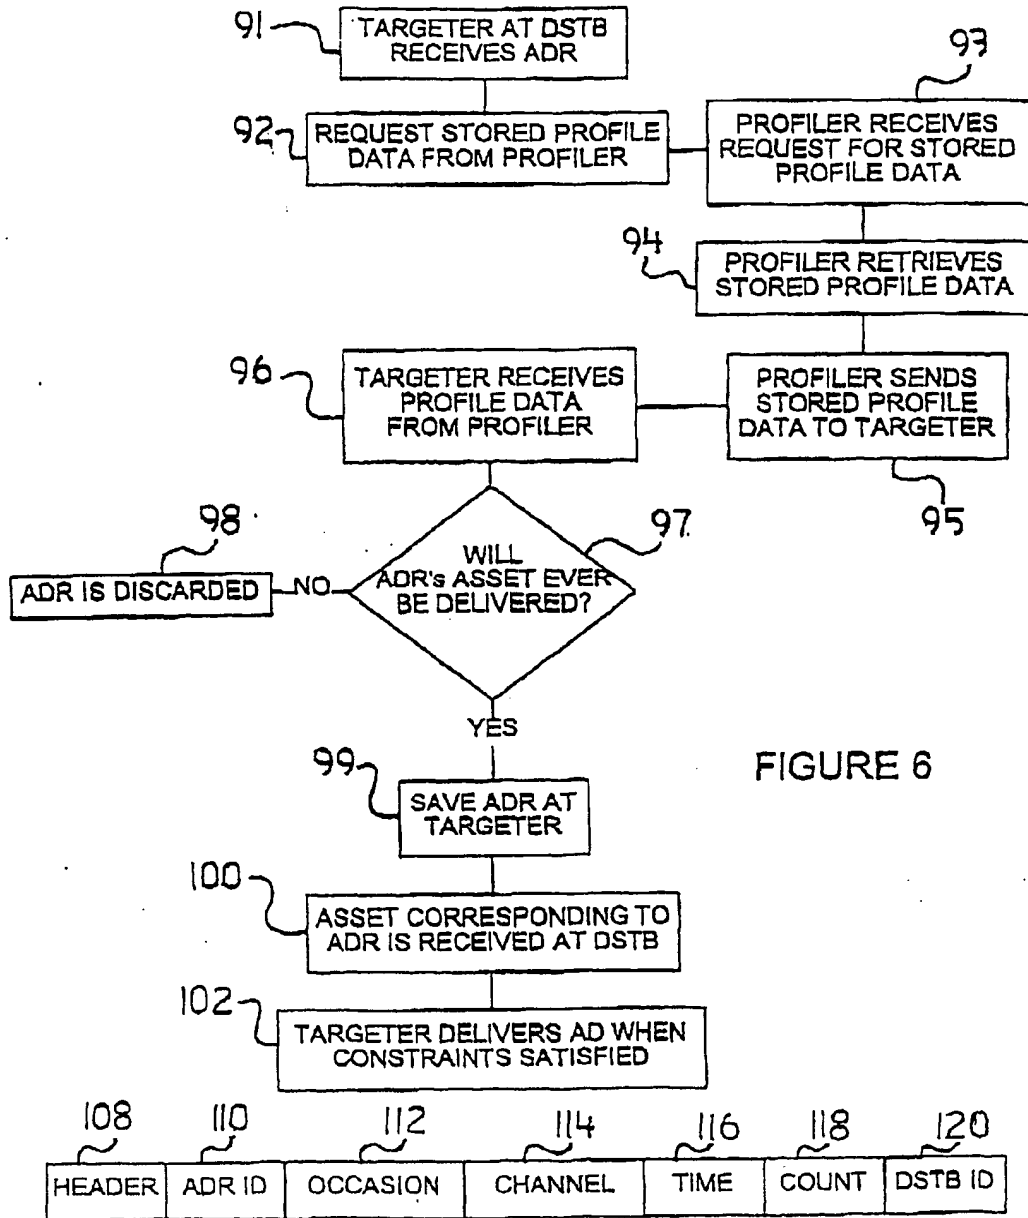 91
TARGETER AT DSTB
RECEIVES ADR
92
REQUEST STORED PROFILE
DATA FROM PROFILER
93
PROFILER RECEIVES
REQUEST FOR STORED
PROFILE DATA
94
PROFILER RETRIEVES
STORED PROFILE DATA
95
PROFILER SENDS
STORED PROFILE
DATA TO TARGETER
96
TARGETER RECEIVES
PROFILE DATA
FROM PROFILER
97
WILL
ADR's ASSET EVER
BE DELIVERED?
98
ADR IS DISCARDED
NO
YES
FIGURE 6
99
SAVE ADR AT
TARGETER
100
ASSET CORRESPONDING TO
ADR IS RECEIVED AT DSTB
102
TARGETER DELIVERS AD WHEN
CONSTRAINTS SATISFIED
108 110 112 114 116 118 120
HEADER ADR ID OCCASION CHANNEL TIME COUNT DSTB ID